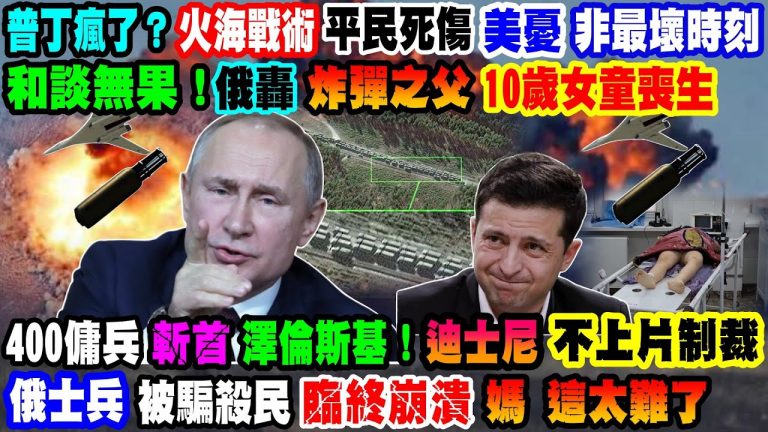 普丁瘋了？火海戰術 平民死傷 美憂 非最壞時刻
和談無果！俄轟 炸彈之父 10歲女童喪生
400傭兵 斬首 澤倫斯基！迪士尼 不上片制裁
俄士兵 被騙殺民 臨終崩潰 媽 這太難了